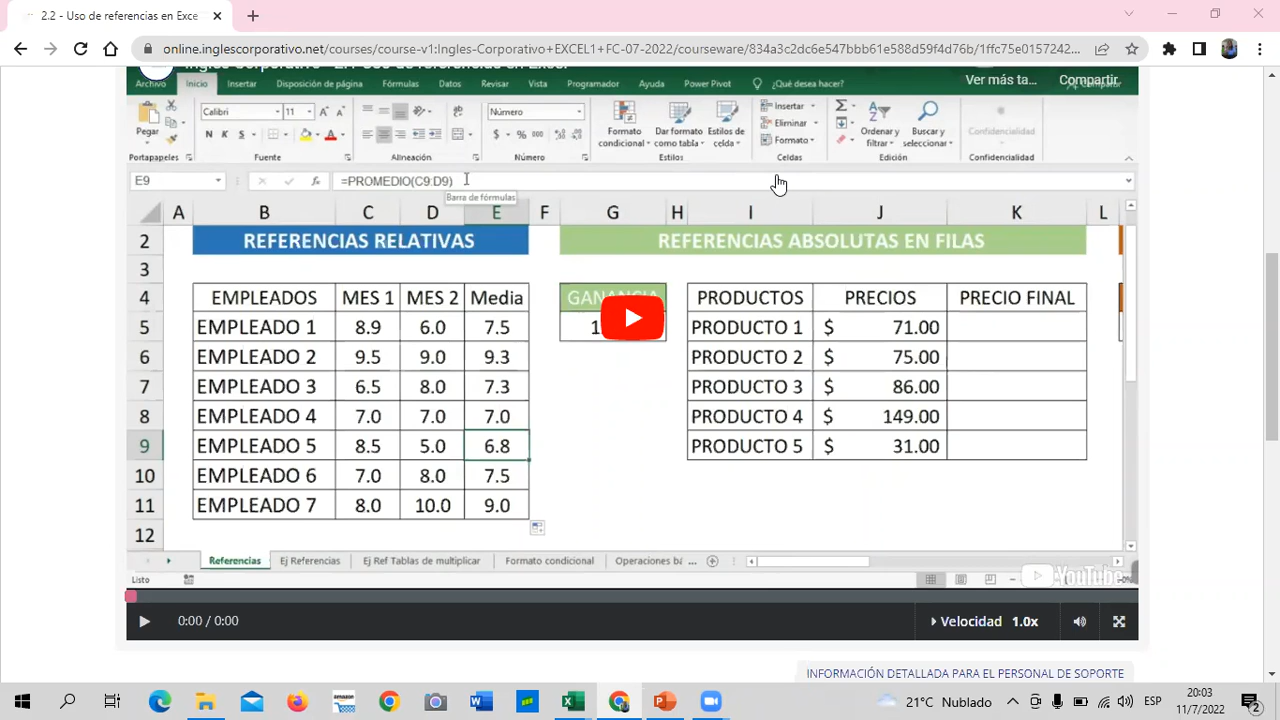 2.2 - Uso de referencias en Exce
online.inglescorporativo.net/courses/course-v1:Ingles-Corporativo+EXCEL1+FC-07-2022/courseware/834a3c2dc6e547bbb61e588d59f4d76b/1ffc75e0157242...
Ver más ta...
Compartir
Archivo Inicio Insertar Disposición de página Fórmulas Datos Revisar Vista Programador Ayuda Power Pivot ¿Qué desea hacer?
Pegar
Calibri 11
N K S
Número
$ % 000
Formato condicional
Dar formato como tabla
Estilos de celda
Insertar
Eliminar
Formato
Ordenar y filtrar
Buscar y seleccionar
Confidencialidad
Portapapeles Fuente Alineación Número Estilos Celdas Edición Confidencialidad
E9 fx =PROMEDIO(C9:D9)
Barra de fórmulas
A B C D E F G H I J K L
2 REFERENCIAS RELATIVAS REFERENCIAS ABSOLUTAS EN FILAS
3
4 EMPLEADOS MES 1 MES 2 Media GANANCIA PRODUCTOS PRECIOS PRECIO FINAL
5 EMPLEADO 1 8.9 6.0 7.5 PRODUCTO 1 $ 71.00
6 EMPLEADO 2 9.5 9.0 9.3 PRODUCTO 2 $ 75.00
7 EMPLEADO 3 6.5 8.0 7.3 PRODUCTO 3 $ 86.00
8 EMPLEADO 4 7.0 7.0 7.0 PRODUCTO 4 $ 149.00
9 EMPLEADO 5 8.5 5.0 6.8 PRODUCTO 5 $ 31.00
10 EMPLEADO 6 7.0 8.0 7.5
11 EMPLEADO 7 8.0 10.0 9.0
12
Referencias Ej Referencias Ej Ref Tablas de multiplicar Formato condicional Operaciones bá ...
Listo
YouTube
0:00 / 0:00 Velocidad 1.0x
INFORMACIÓN DETALLADA PARA EL PERSONAL DE SOPORTE
21°C Nublado ESP 20:03
11/7/2022 2